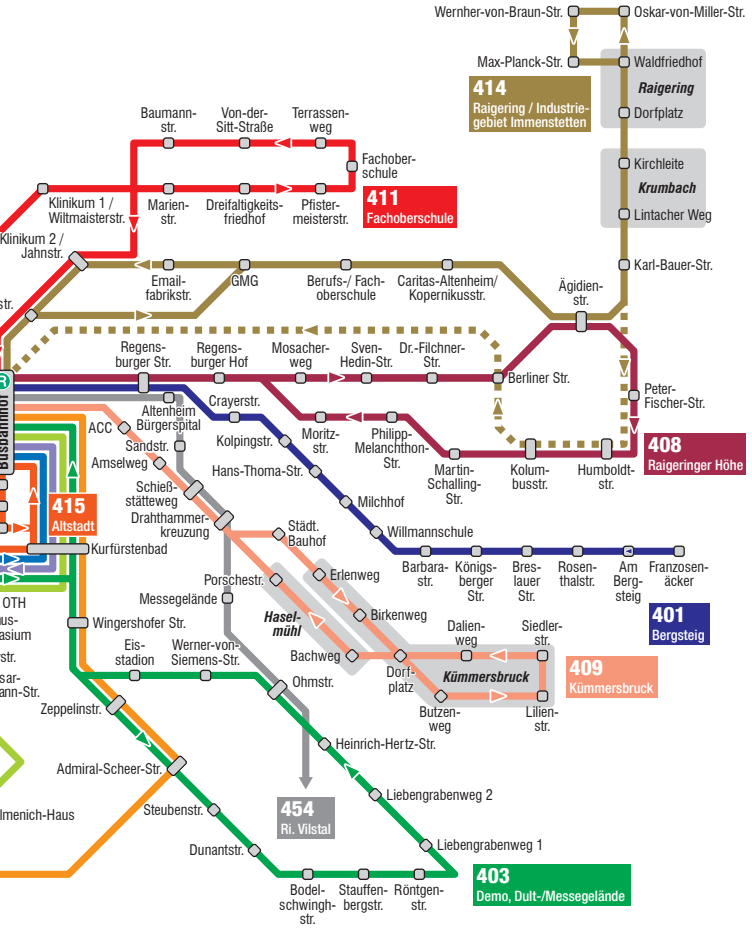 Wernher-von-Braun-Str.
Oskar-von-Miller-Str.
Max-Planck-Str.
Waldfriedhof
414
Raigering / Industrie-
gebiet Immenstetten
Raigering
Dorfplatz
Baumann-
str.
Von-der-
Sitt-Straße
Terrassen-
weg
Fachober-
schule
Kirchleite
Krumbach
Lintacher Weg
Klinikum 1 /
Wiltmaisterstr.
Marien-
str.
Dreifaltigkeits-
friedhof
Pfister-
meisterstr.
411
Fachoberschule
Klinikum 2 /
Jahnstr.
Karl-Bauer-Str.
Email-
fabrikstr.
GMG
Berufs-/ Fach-
oberschule
Caritas-Altenheim/
Kopernikusstr.
Ägidien-
str.
str.
Regens-
burger Str.
Regens-
burger Hof
Mosacher-
weg
Sven-
Hedin-Str.
Dr.-Filchner-
Str.
Berliner Str.
Peter-
Fischer-Str.
Busbahnhof
Altenheim
Bürgerspital
Crayerstr.
ACC
Sandstr.
Kolpingstr.
Moritz-
str.
Philipp-
Melanchthon-
Str.
Martin-
Schalling-
Str.
Kolum-
busstr.
Humboldt-
str.
408
Raigeringer Höhe
Amselweg
Hans-Thoma-Str.
Schieß-
stätteweg
Milchhof
415
Altstadt
Drahthammer-
kreuzung
Städt.
Bauhof
Willmannschule
Kurfürstenbad
Barbara-
str.
Königs-
berger
Str.
Bres-
lauer
Str.
Rosen-
thalstr.
Am
Berg-
steig
Franzosen-
äcker
401
Bergsteig
Porschestr.
Erlenweg
OTH
Messegelände
Hasel-
mühl
Birkenweg
us-
asium
Wingershofer Str.
Dalien-
weg
Siedler-
str.
Eis-
stadion
Werner-von-
Siemens-Str.
Bachweg
rstr.
sar-
ann-Str.
Ohmstr.
Dorf-
platz
Kümmersbruck
409
Kümmersbruck
Zeppelinstr.
Butzen-
weg
Lilien-
str.
Heinrich-Hertz-Str.
Admiral-Scheer-Str.
Liebengrabenweg 2
454
Ri. Vilstal
lmenich-Haus
Steubenstr.
Dunantstr.
Liebengrabenweg 1
403
Demo, Dult-/Messegelände
Bodel-
schwingh-
str.
Stauffen-
bergstr.
Röntgen-
str.